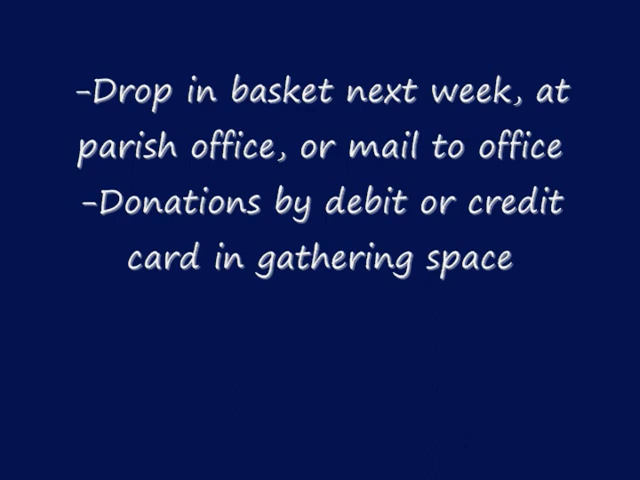 -Drop in basket next week, at
parish office, or mail to office
-Donations by debit or credit
card in gathering space